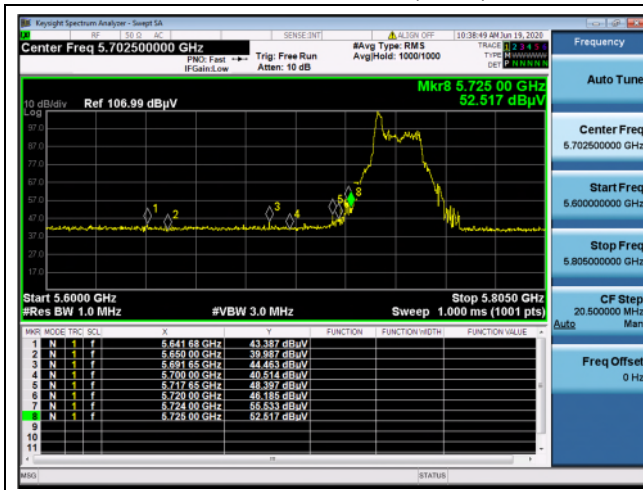 Keysight Spectrum Analyzer - Swept SA
RF 50 Ω AC SENSE:INT ALIGN OFF 10:38:49 AM Jun 19, 2020
Center Freq 5.702500000 GHz
PNO: Fast Trig: Free Run
IFGain:Low Atten: 10 dB
#Avg Type: RMS
Avg|Hold: 1000/1000
TRACE 1 2 3 4 5 6
TYPE M
DET P N N N N N
Mkr8 5.725 00 GHz
52.517 dBµV
10 dB/div Ref 106.99 dBµV
Log
97.0
87.0
77.0
67.0
57.0
47.0
37.0
27.0
17.0
1
2
3
4
5
8
Start 5.6000 GHz Stop 5.8050 GHz
#Res BW 1.0 MHz #VBW 3.0 MHz Sweep 1.000 ms (1001 pts)
MKR MODE TRC SCL X Y FUNCTION FUNCTION WIDTH FUNCTION VALUE
1 N 1 f 5.641 68 GHz 43.387 dBµV
2 N 1 f 5.650 00 GHz 39.987 dBµV
3 N 1 f 5.691 65 GHz 44.463 dBµV
4 N 1 f 5.700 00 GHz 40.514 dBµV
5 N 1 f 5.717 65 GHz 48.397 dBµV
6 N 1 f 5.720 00 GHz 46.185 dBµV
7 N 1 f 5.724 00 GHz 55.533 dBµV
8 N 1 f 5.725 00 GHz 52.517 dBµV
9
10
11
MSG STATUS
Frequency
Auto Tune
Center Freq
5.702500000 GHz
Start Freq
5.600000000 GHz
Stop Freq
5.805000000 GHz
CF Step
20.500000 MHz
Auto Man
Freq Offset
0 Hz